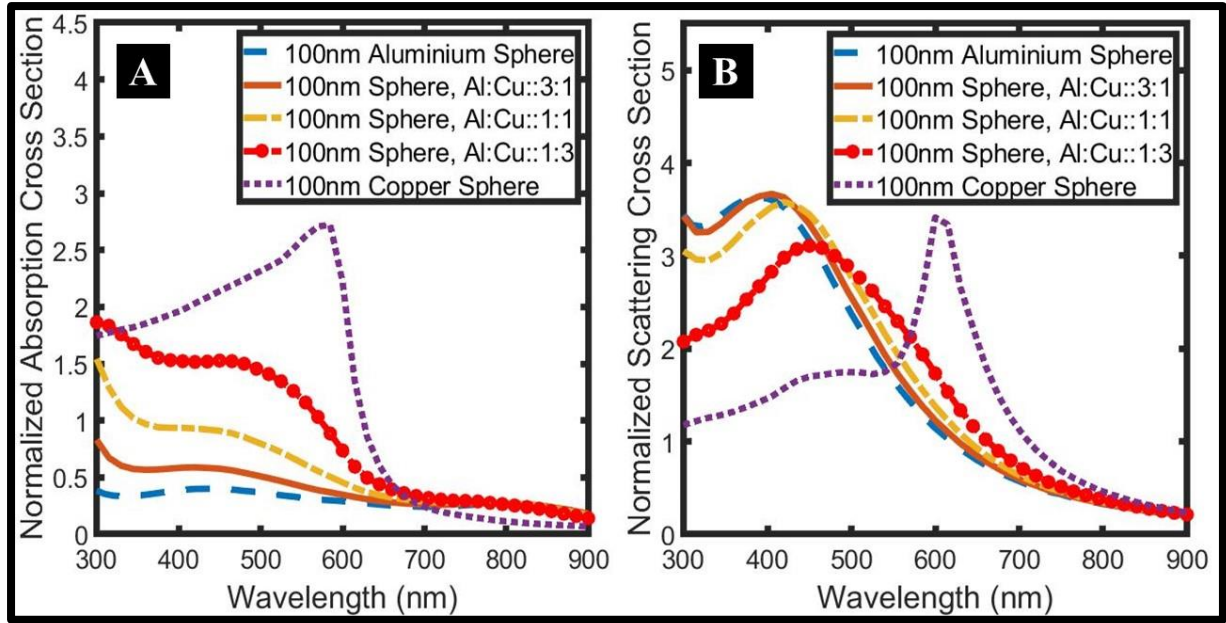 A
4.5
4
3.5
3
2.5
2
1.5
1
0.5
0
Normalized Absorption Cross Section
100nm Aluminium Sphere
100nm Sphere, Al:Cu::3:1
100nm Sphere, Al:Cu::1:1
100nm Sphere, Al:Cu::1:3
100nm Copper Sphere
300 400 500 600 700 800 900
Wavelength (nm)
B
5
4
3
2
1
0
Normalized Scattering Cross Section
100nm Aluminium Sphere
100nm Sphere, Al:Cu::3:1
100nm Sphere, Al:Cu::1:1
100nm Sphere, Al:Cu::1:3
100nm Copper Sphere
300 400 500 600 700 800 900
Wavelength (nm)